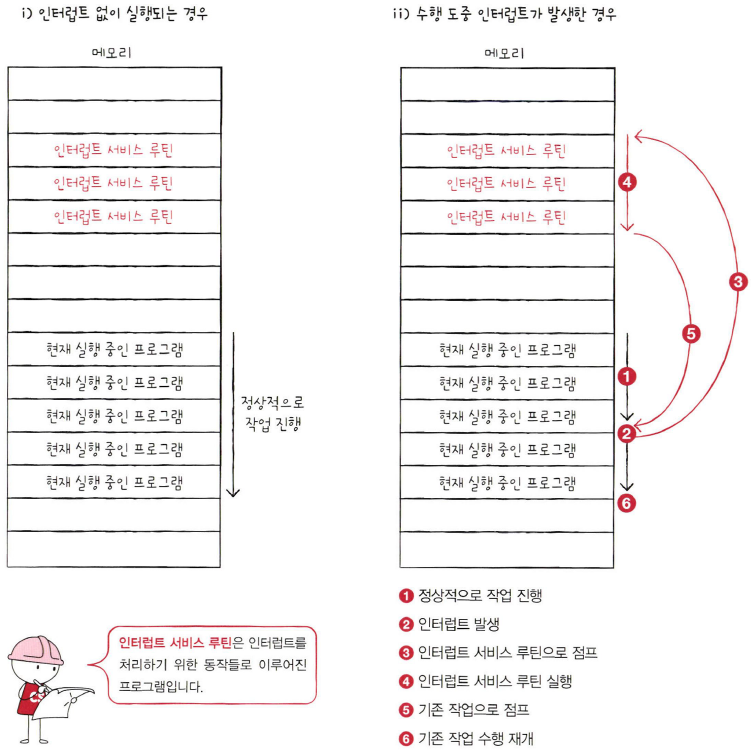 i) 인터럽트 없이 실행되는 경우
메모리
인터럽트 서비스 루틴
인터럽트 서비스 루틴
인터럽트 서비스 루틴
현재 실행 중인 프로그램
현재 실행 중인 프로그램
현재 실행 중인 프로그램
현재 실행 중인 프로그램
현재 실행 중인 프로그램
정상적으로
작업 진행
ii) 수행 도중 인터럽트가 발생한 경우
메모리
인터럽트 서비스 루틴
인터럽트 서비스 루틴
인터럽트 서비스 루틴
현재 실행 중인 프로그램
현재 실행 중인 프로그램
현재 실행 중인 프로그램
현재 실행 중인 프로그램
현재 실행 중인 프로그램
4
3
5
1
2
6
1 정상적으로 작업 진행
2 인터럽트 발생
3 인터럽트 서비스 루틴으로 점프
4 인터럽트 서비스 루틴 실행
5 기존 작업으로 점프
6 기존 작업 수행 재개
인터럽트 서비스 루틴은 인터럽트를
처리하기 위한 동작들로 이루어진
프로그램입니다.